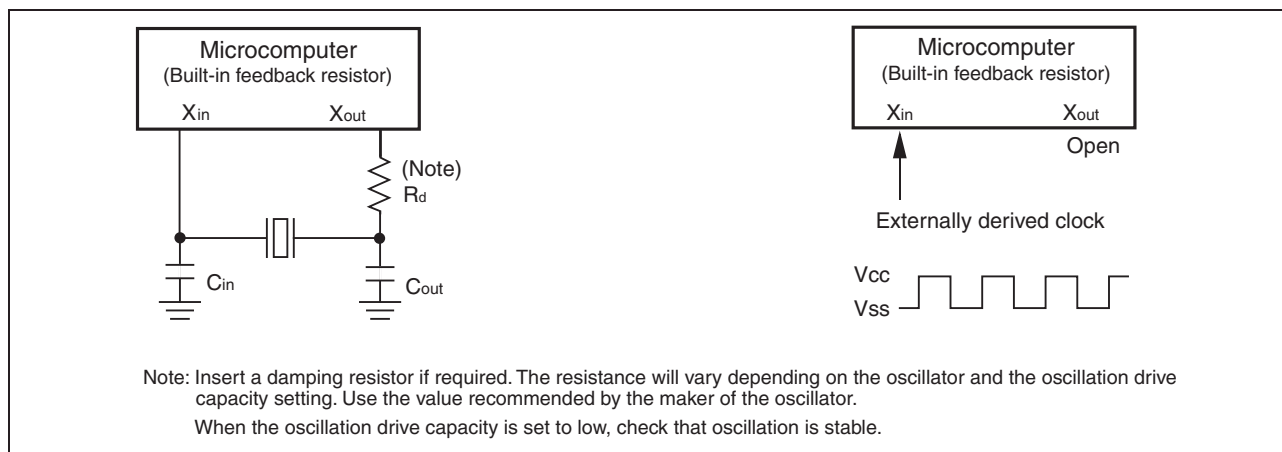 Microcomputer
(Built-in feedback resistor)
Xin
Xout
(Note)
Rd
Cin
Cout
Microcomputer
(Built-in feedback resistor)
Xin
Xout
Open
Externally derived clock
Vcc
Vss
Note: Insert a damping resistor if required. The resistance will vary depending on the oscillator and the oscillation drive
capacity setting. Use the value recommended by the maker of the oscillator.
When the oscillation drive capacity is set to low, check that oscillation is stable.